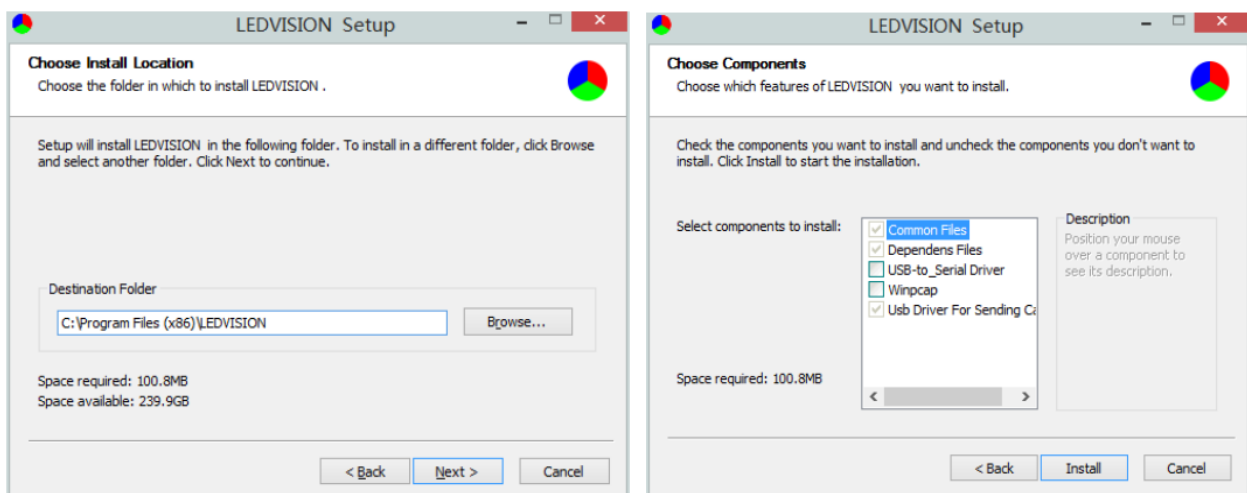 LEDVISION Setup
Choose Install Location
Choose the folder in which to install LEDVISION .
Setup will install LEDVISION in the following folder. To install in a different folder, click Browse
and select another folder. Click Next to continue.
Destination Folder
C:\Program Files (x86)\LEDVISION
Browse...
Space required: 100.8MB
Space available: 239.9GB
< Back
Next >
Cancel
LEDVISION Setup
Choose Components
Choose which features of LEDVISION you want to install.
Check the components you want to install and uncheck the components you don't want to
install. Click Install to start the installation.
Select components to install:
Common Files
Dependens Files
USB-to_Serial Driver
Winpcap
Usb Driver For Sending Ca
Description
Position your mouse
over a component to
see its description.
Space required: 100.8MB
< Back
Install
Cancel